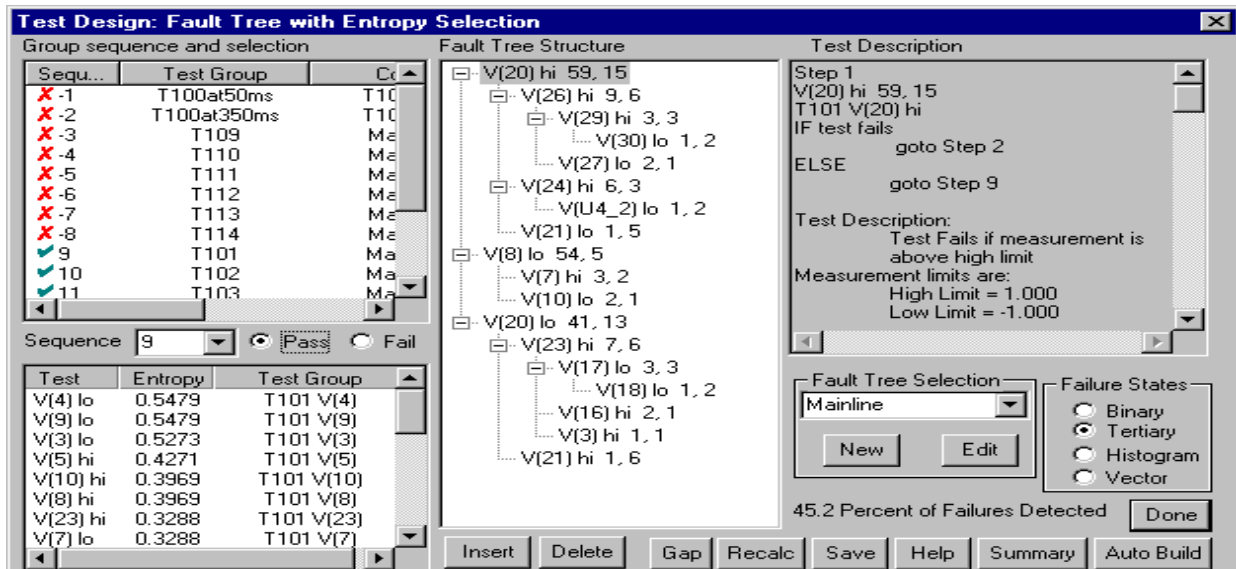 Test Design: Fault Tree with Entropy Selection
Group sequence and selection
Sequ... Test Group Co
-1 T100at50ms T10
-2 T100at350ms T10
-3 T109 Ma
-4 T110 Ma
-5 T111 Ma
-6 T112 Ma
-7 T113 Ma
-8 T114 Ma
9 T101 Ma
10 T102 Ma
11 T103 Ma
Sequence 9 Pass Fail
Test Entropy Test Group
V(4) lo 0.5479 T101 V(4)
V(9) lo 0.5479 T101 V(9)
V(3) lo 0.5273 T101 V(3)
V(5) hi 0.4271 T101 V(5)
V(10) hi 0.3969 T101 V(10)
V(8) hi 0.3969 T101 V(8)
V(23) hi 0.3288 T101 V(23)
V(7) lo 0.3288 T101 V(7)
Fault Tree Structure
V(20) hi 59, 15
V(26) hi 9, 6
V(29) hi 3, 3
V(30) lo 1, 2
V(27) lo 2, 1
V(24) hi 6, 3
V(U4_2) lo 1, 2
V(21) lo 1, 5
V(8) lo 54, 5
V(7) hi 3, 2
V(10) lo 2, 1
V(20) lo 41, 13
V(23) hi 7, 6
V(17) lo 3, 3
V(18) lo 1, 2
V(16) hi 2, 1
V(3) hi 1, 1
V(21) hi 1, 6
Test Description
Step 1
V(20) hi 59, 15
T101 V(20) hi
IF test fails
goto Step 2
ELSE
goto Step 9
Test Description:
Test Fails if measurement is
above high limit
Measurement limits are:
High Limit = 1.000
Low Limit = -1.000
Fault Tree Selection
Mainline
New Edit
Failure States
Binary
Tertiary
Histogram
Vector
45.2 Percent of Failures Detected Done
Insert Delete Gap Recalc Save Help Summary Auto Build